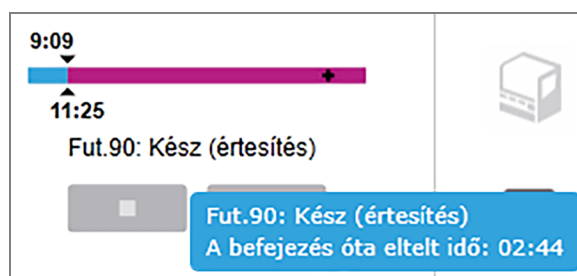 9:09
11:25
Fut.90: Kész (értesítés)
Fut.90: Kész (értesítés)
A befejezés óta eltelt idő: 02:44